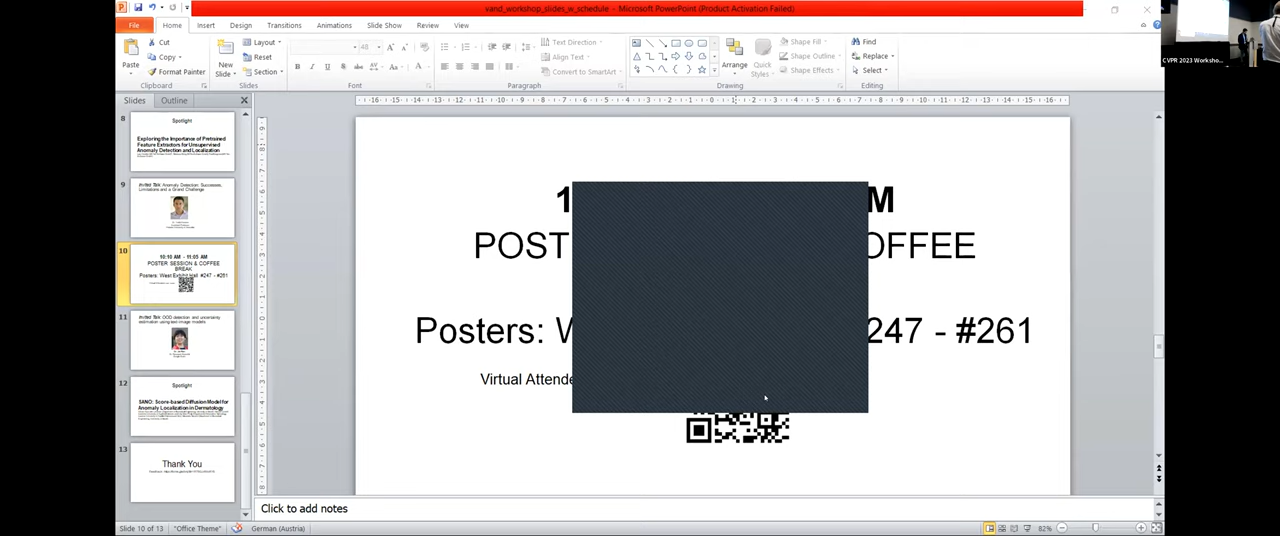 vand_workshop_slides_w_schedule - Microsoft PowerPoint (Product Activation Failed)
File Home Insert Design Transitions Animations Slide Show Review View
Paste
Cut
Copy
Format Painter
Clipboard
New
Slide
Layout
Reset
Section
Slides
48
Font
Text Direction
Align Text
Convert to SmartArt
Paragraph
Arrange
Quick
Styles
Shape Fill
Shape Outline
Shape Effects
Drawing
Find
Replace
Select
Editing
CVPR 2023 Worksho...
Slides Outline
8
Spotlight
Exploring the Importance of Pretrained
Feature Extractors for Unsupervised
Anomaly Detection and Localization
9
Invited Talk: Anomaly Detection: Successes,
Limitations and a Grand Challenge
10
10:10 AM - 11:05 AM
POSTER SESSION & COFFEE
BREAK
Posters: West Exhibit Hall #247 - #261
11
Invited Talk: OOD detection and uncertainty
estimation using text-image models
12
Spotlight
SANO: Score-based Diffusion Model for
Anomaly Localization in Dermatology
13
Thank You
1 M
POST OFFEE
Posters: W 247 - #261
Virtual Attende
Click to add notes
Slide 10 of 13 "Office Theme" German (Austria) 82%